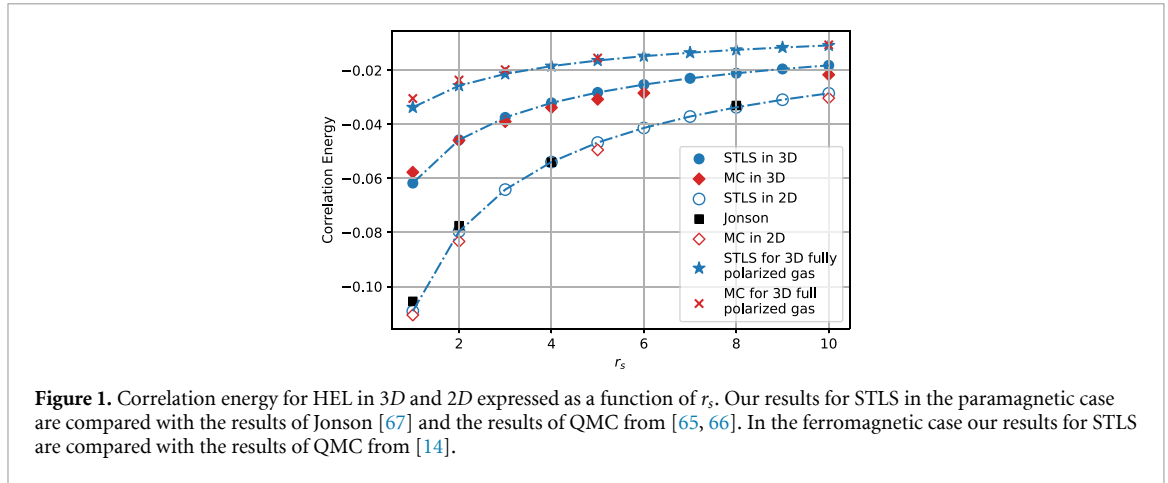 −0.02
−0.04
−0.06
−0.08
−0.10
Correlation Energy
2
4
6
8
10
r_s
STLS in 3D
MC in 3D
STLS in 2D
Jonson
MC in 2D
STLS for 3D fully
polarized gas
MC for 3D full
polarized gas
Figure 1. Correlation energy for HEL in 3D and 2D expressed as a function of r_s. Our results for STLS in the paramagnetic case
are compared with the results of Jonson [67] and the results of QMC from [65, 66]. In the ferromagnetic case our results for STLS
are compared with the results of QMC from [14].